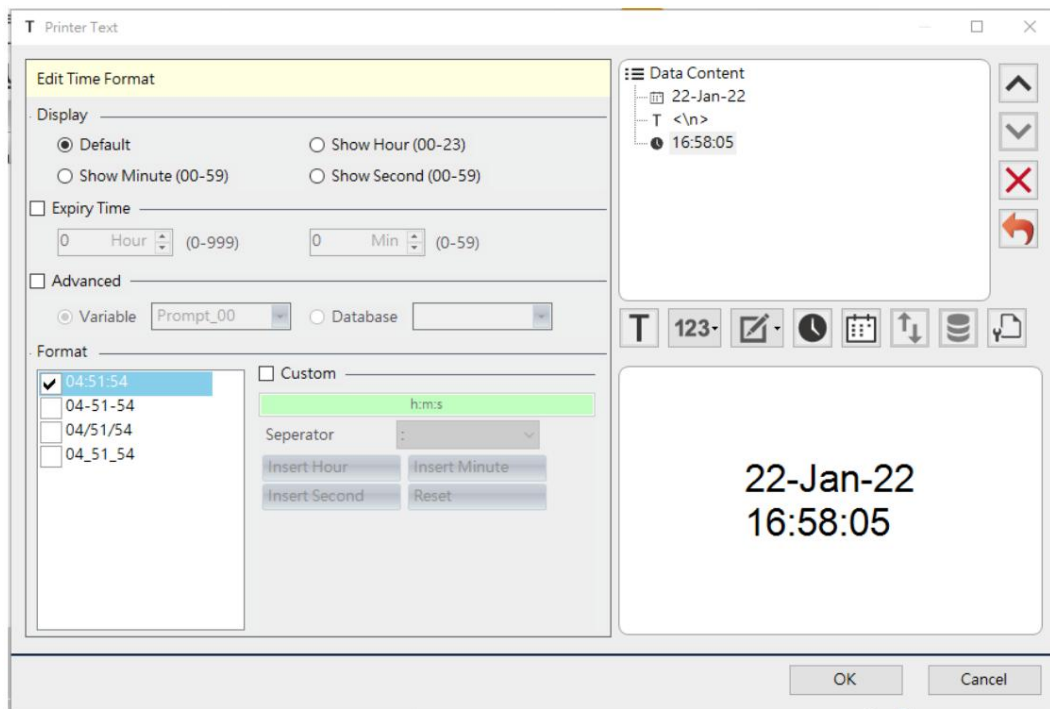 T Printer Text
Edit Time Format
Display
Default
Show Hour (00-23)
Show Minute (00-59)
Show Second (00-59)
Expiry Time
0 Hour (0-999)
0 Min (0-59)
Advanced
Variable Prompt_00
Database
Format
04:51:54
04-51-54
04/51/54
04_51_54
Custom
h:m:s
Seperator :
Insert Hour
Insert Minute
Insert Second
Reset
Data Content
22-Jan-22
T <\n>
16:58:05
T 123
22-Jan-22
16:58:05
OK
Cancel